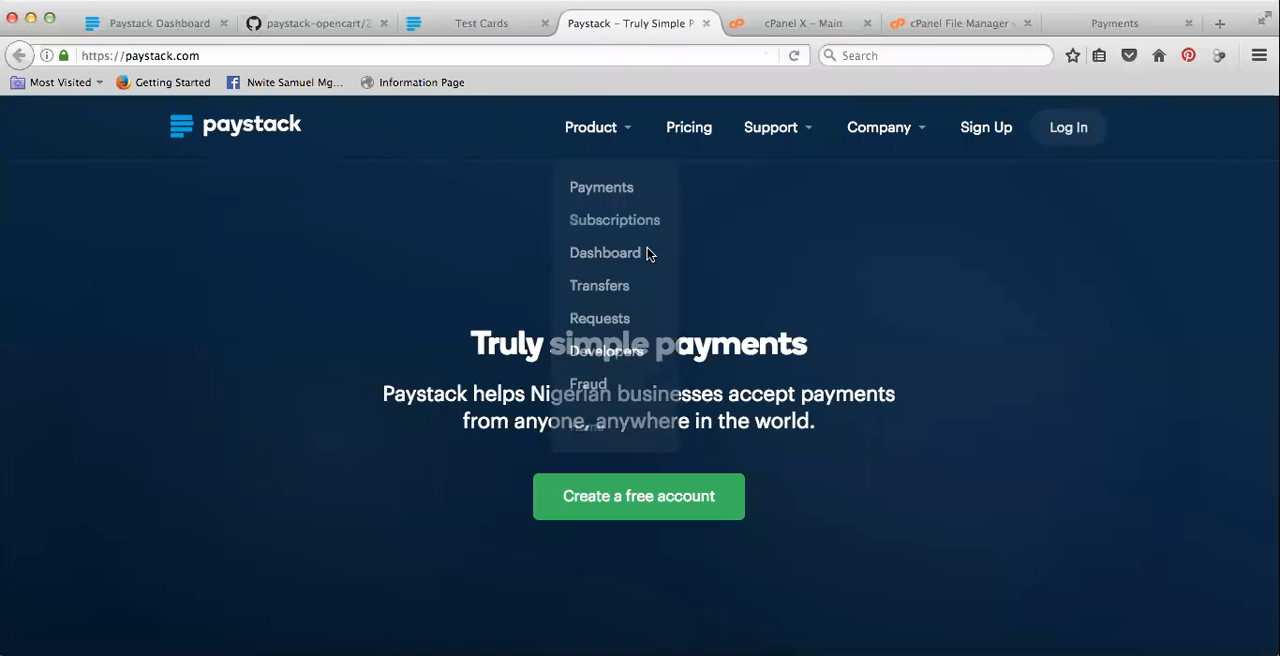 Paystack Dashboard
paystack-opencart/2
Test Cards
Paystack – Truly Simple P
cPanel X – Main
cPanel File Manager
Payments
https://paystack.com
Search
Most Visited
Getting Started
Nwite Samuel Mg...
Information Page
paystack
Product
Pricing
Support
Company
Sign Up
Log In
Payments
Subscriptions
Dashboard
Transfers
Requests
Developers
Fraud
Truly simple payments
Paystack helps Nigerian businesses accept payments
from anyone, anywhere in the world.
Create a free account